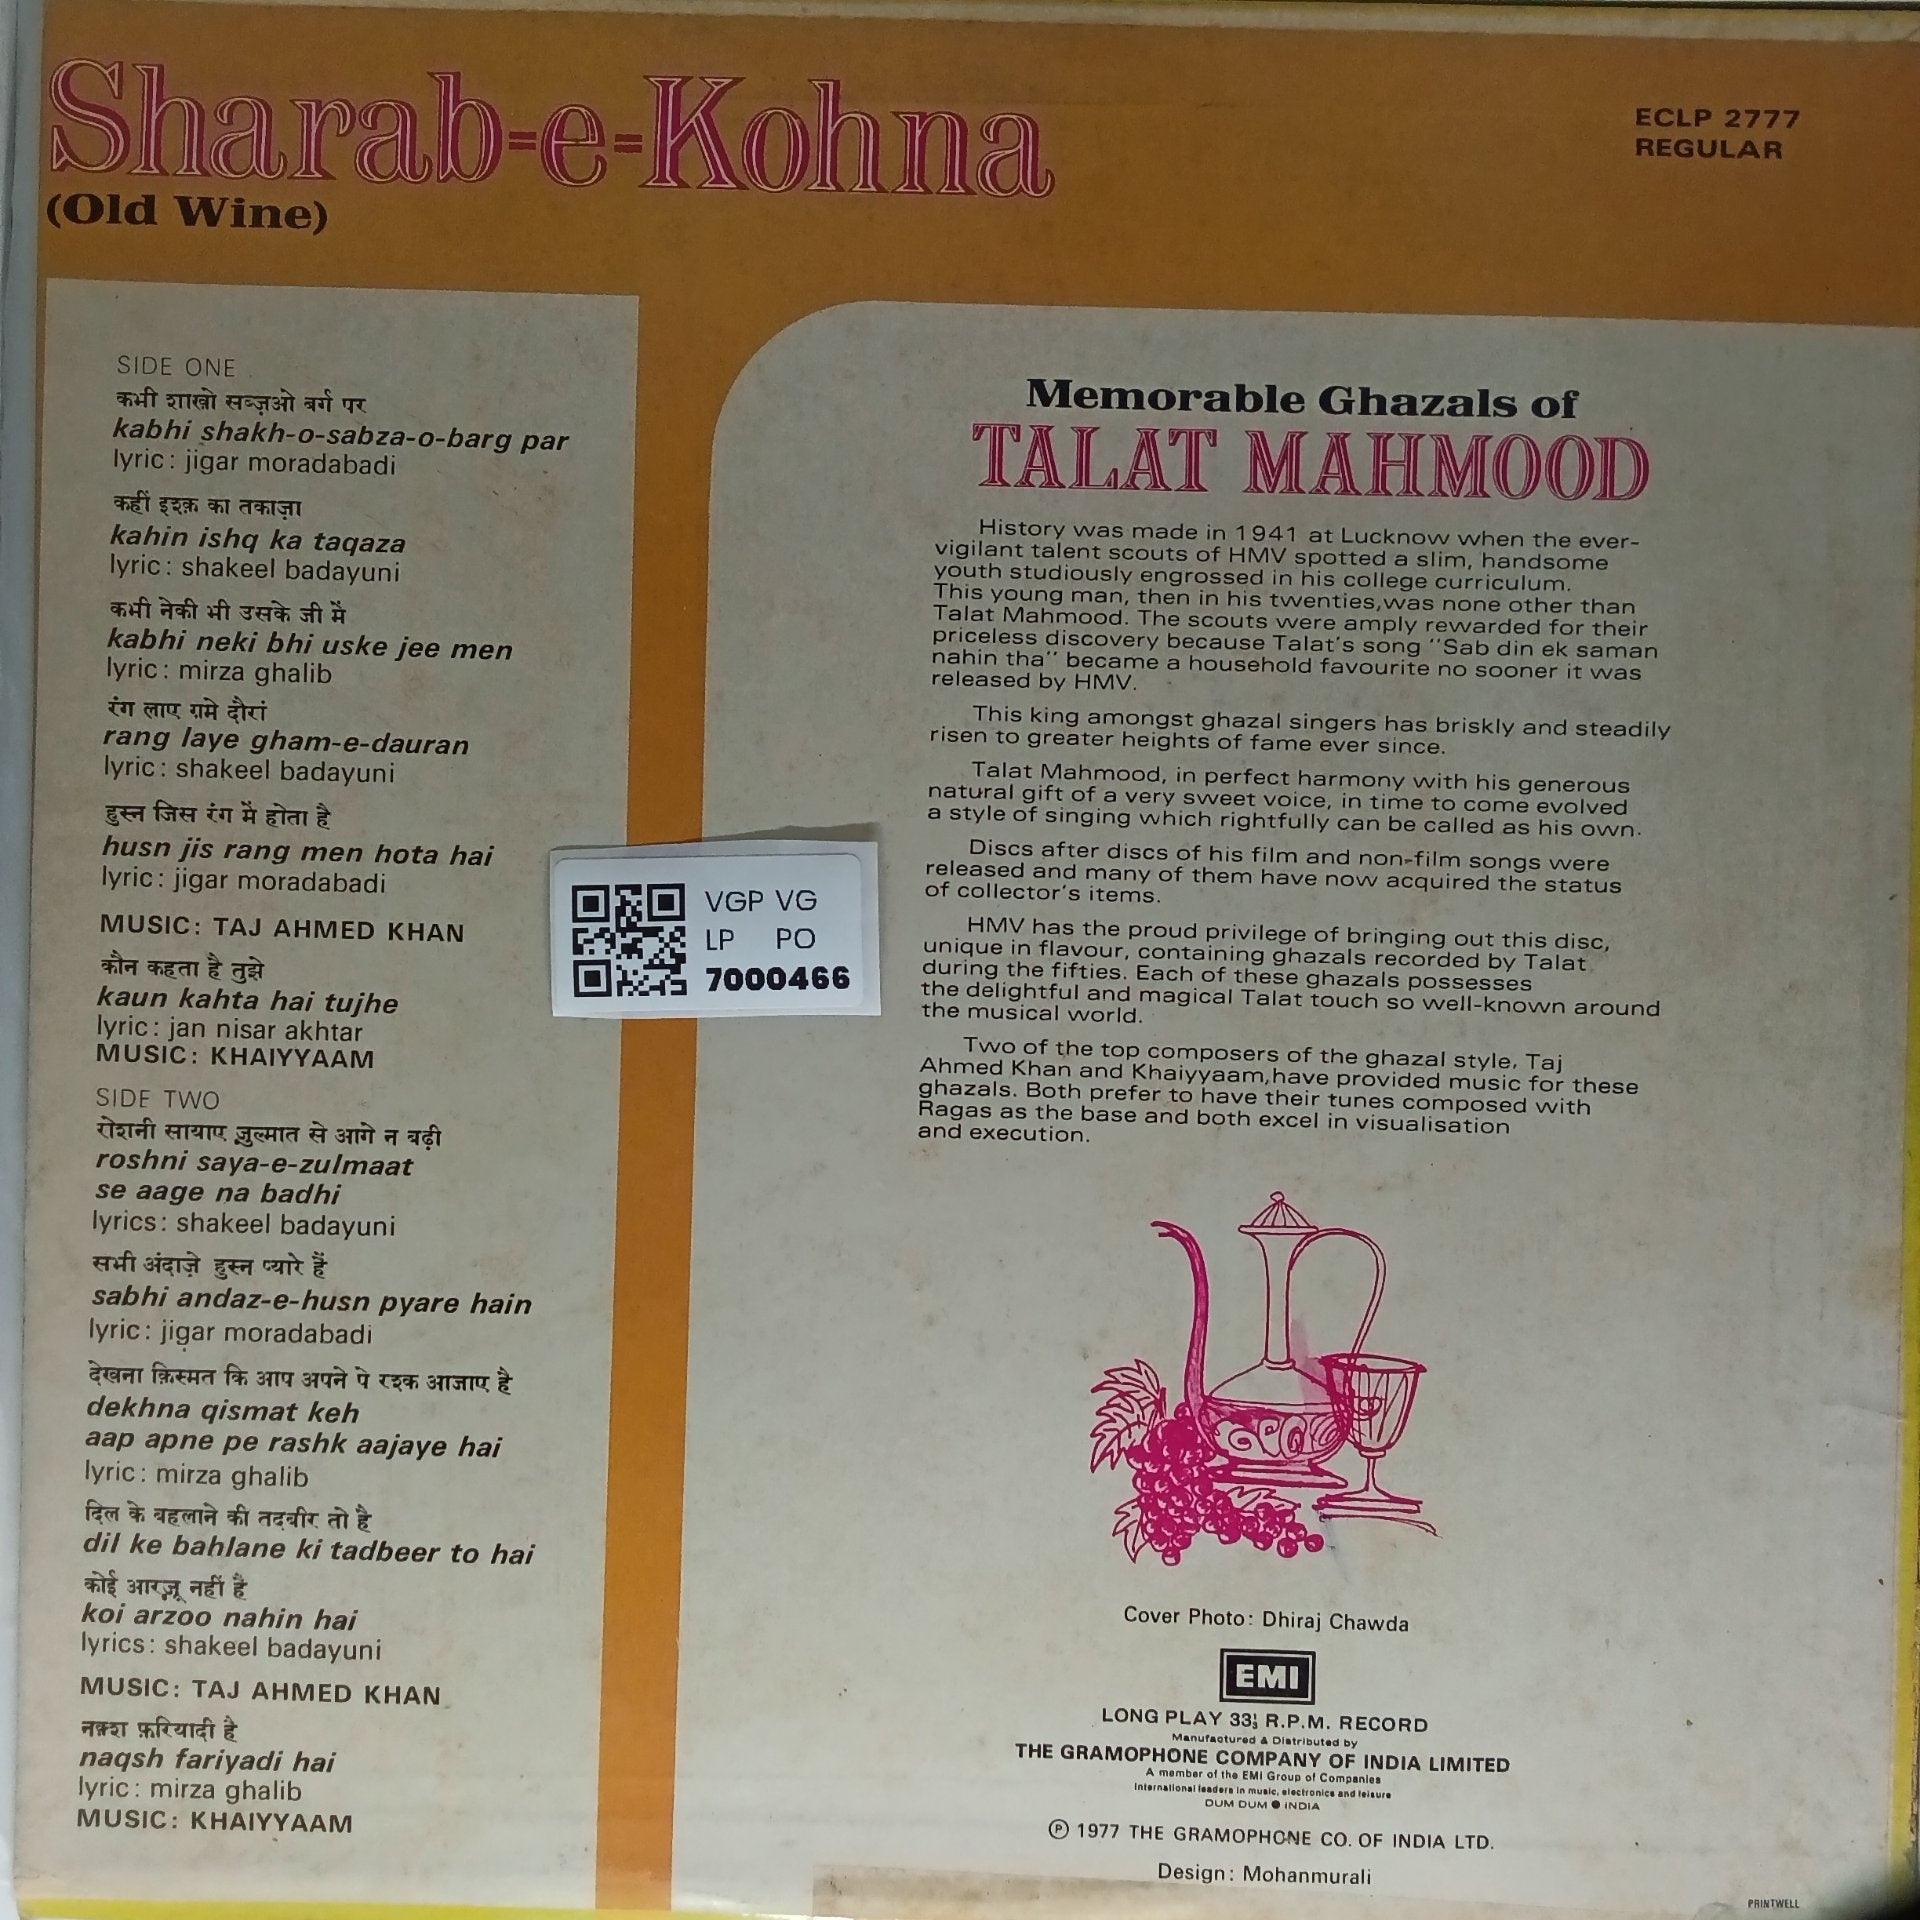 Sharab=e=Kohna
(Old Wine)
ECLP 2777
REGULAR
SIDE ONE
कभी शाखो सब्ज़ओ बर्ग पर
kabhi shakh-o-sabza-o-barg par
lyric: jigar moradabadi
कहीं इश्क़ का तकाज़ा
kahin ishq ka taqaza
lyric: shakeel badayuni
कभी नेकी भी उसके जी में
kabhi neki bhi uske jee men
lyric: mirza ghalib
रंग लाए ग़मे दौरां
rang laye gham-e-dauran
lyric: shakeel badayuni
हुस्न जिस रंग में होता है
husn jis rang men hota hai
lyric: jigar moradabadi
MUSIC: TAJ AHMED KHAN
कौन कहता है तुझे
kaun kahta hai tujhe
lyric: jan nisar akhtar
MUSIC: KHAIYYAAM
SIDE TWO
रोशनी सायाए ज़ुल्मात से आगे न बढ़ी
roshni saya-e-zulmaat
se aage na badhi
lyrics: shakeel badayuni
सभी अंदाज़े हुस्न प्यारे हैं
sabhi andaz-e-husn pyare hain
lyric: jigar moradabadi
देखना क़िस्मत कि आप अपने पे रश्क आजाए है
dekhna qismat keh
aap apne pe rashk aajaye hai
lyric: mirza ghalib
दिल के बहलाने की तदबीर तो है
dil ke bahlane ki tadbeer to hai
कोई आरज़ू नहीं है
koi arzoo nahin hai
lyrics: shakeel badayuni
MUSIC: TAJ AHMED KHAN
नक़्श फ़रियादी है
naqsh fariyadi hai
lyric: mirza ghalib
MUSIC: KHAIYYAAM
VGP VG
LP PO
7000466
Memorable Ghazals of
TALAT MAHMOOD
History was made in 1941 at Lucknow when the ever-
vigilant talent scouts of HMV spotted a slim, handsome
youth studiously engrossed in his college curriculum.
This young man, then in his twenties,was none other than
Talat Mahmood. The scouts were amply rewarded for their
priceless discovery because Talat's song "Sab din ek saman
nahin tha" became a household favourite no sooner it was
released by HMV.
This king amongst ghazal singers has briskly and steadily
risen to greater heights of fame ever since.
Talat Mahmood, in perfect harmony with his generous
natural gift of a very sweet voice, in time to come evolved
a style of singing which rightfully can be called as his own.
Discs after discs of his film and non-film songs were
released and many of them have now acquired the status
of collector's items.
HMV has the proud privilege of bringing out this disc,
unique in flavour, containing ghazals recorded by Talat
during the fifties. Each of these ghazals possesses
the delightful and magical Talat touch so well-known around
the musical world.
Two of the top composers of the ghazal style, Taj
Ahmed Khan and Khaiyyaam,have provided music for these
ghazals. Both prefer to have their tunes composed with
Ragas as the base and both excel in visualisation
and execution.
Cover Photo: Dhiraj Chawda
EMI
LONG PLAY 33⅓ R.P.M. RECORD
Manufactured & Distributed by
THE GRAMOPHONE COMPANY OF INDIA LIMITED
A member of the EMI Group of Companies
International leaders in music, electronics and leisure
DUM DUM ● INDIA
Ⓟ 1977 THE GRAMOPHONE CO. OF INDIA LTD.
Design: Mohanmurali
PRINTWELL